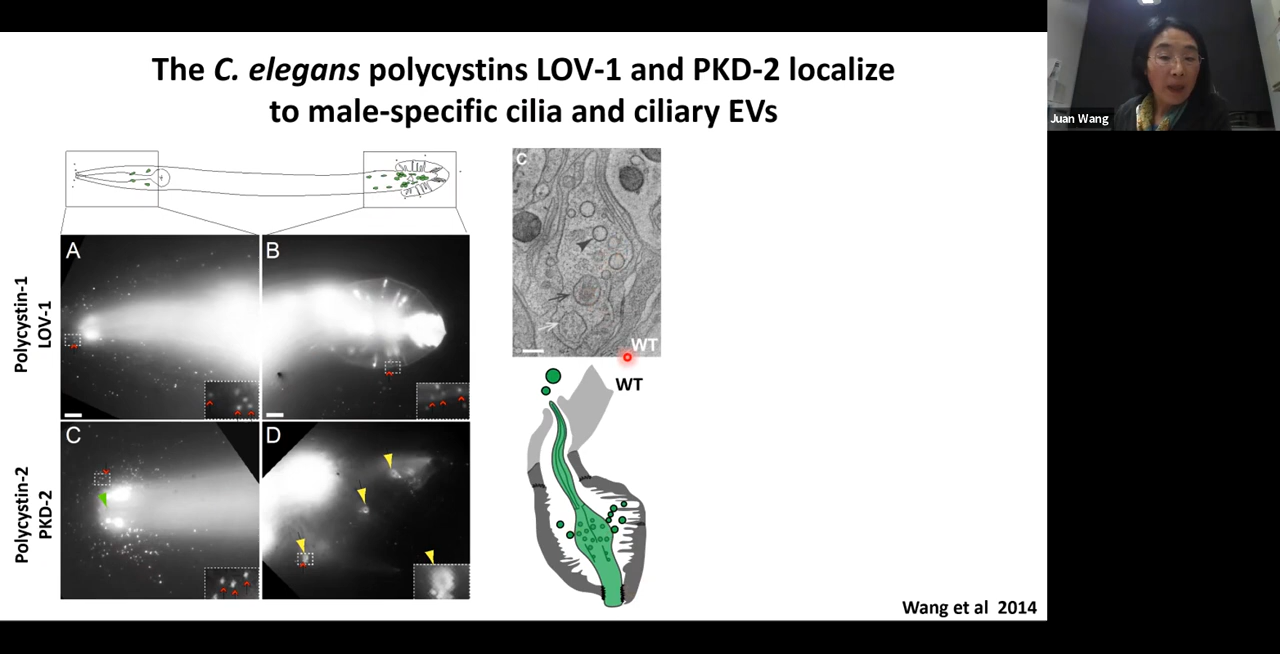 The C. elegans polycystins LOV-1 and PKD-2 localize
to male-specific cilia and ciliary EVs
Juan Wang
A
B
Polycystin-1
LOV-1
C
D
Polycystin-2
PKD-2
C
WT
WT
Wang et al 2014